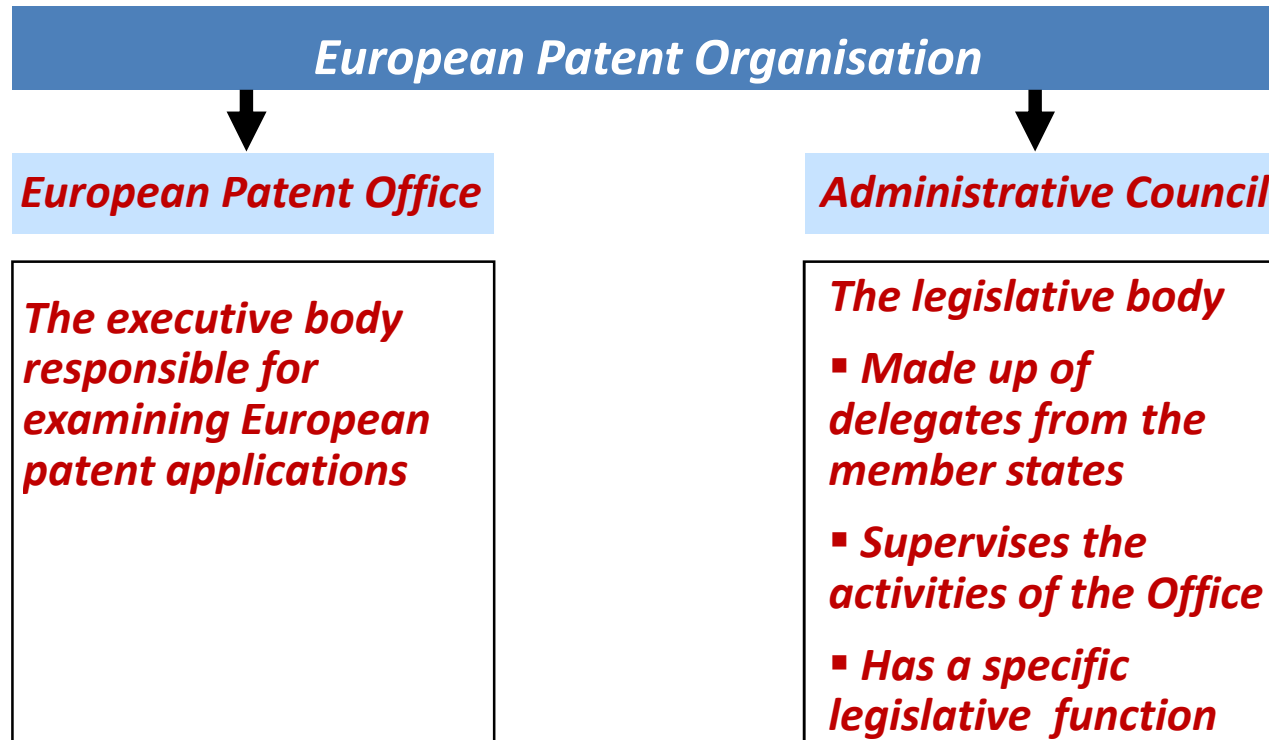 European Patent Organisation
European Patent Office
The executive body
responsible for
examining European
patent applications
Administrative Council
The legislative body
▪ Made up of
delegates from the
member states
▪ Supervises the
activities of the Office
▪ Has a specific
legislative function